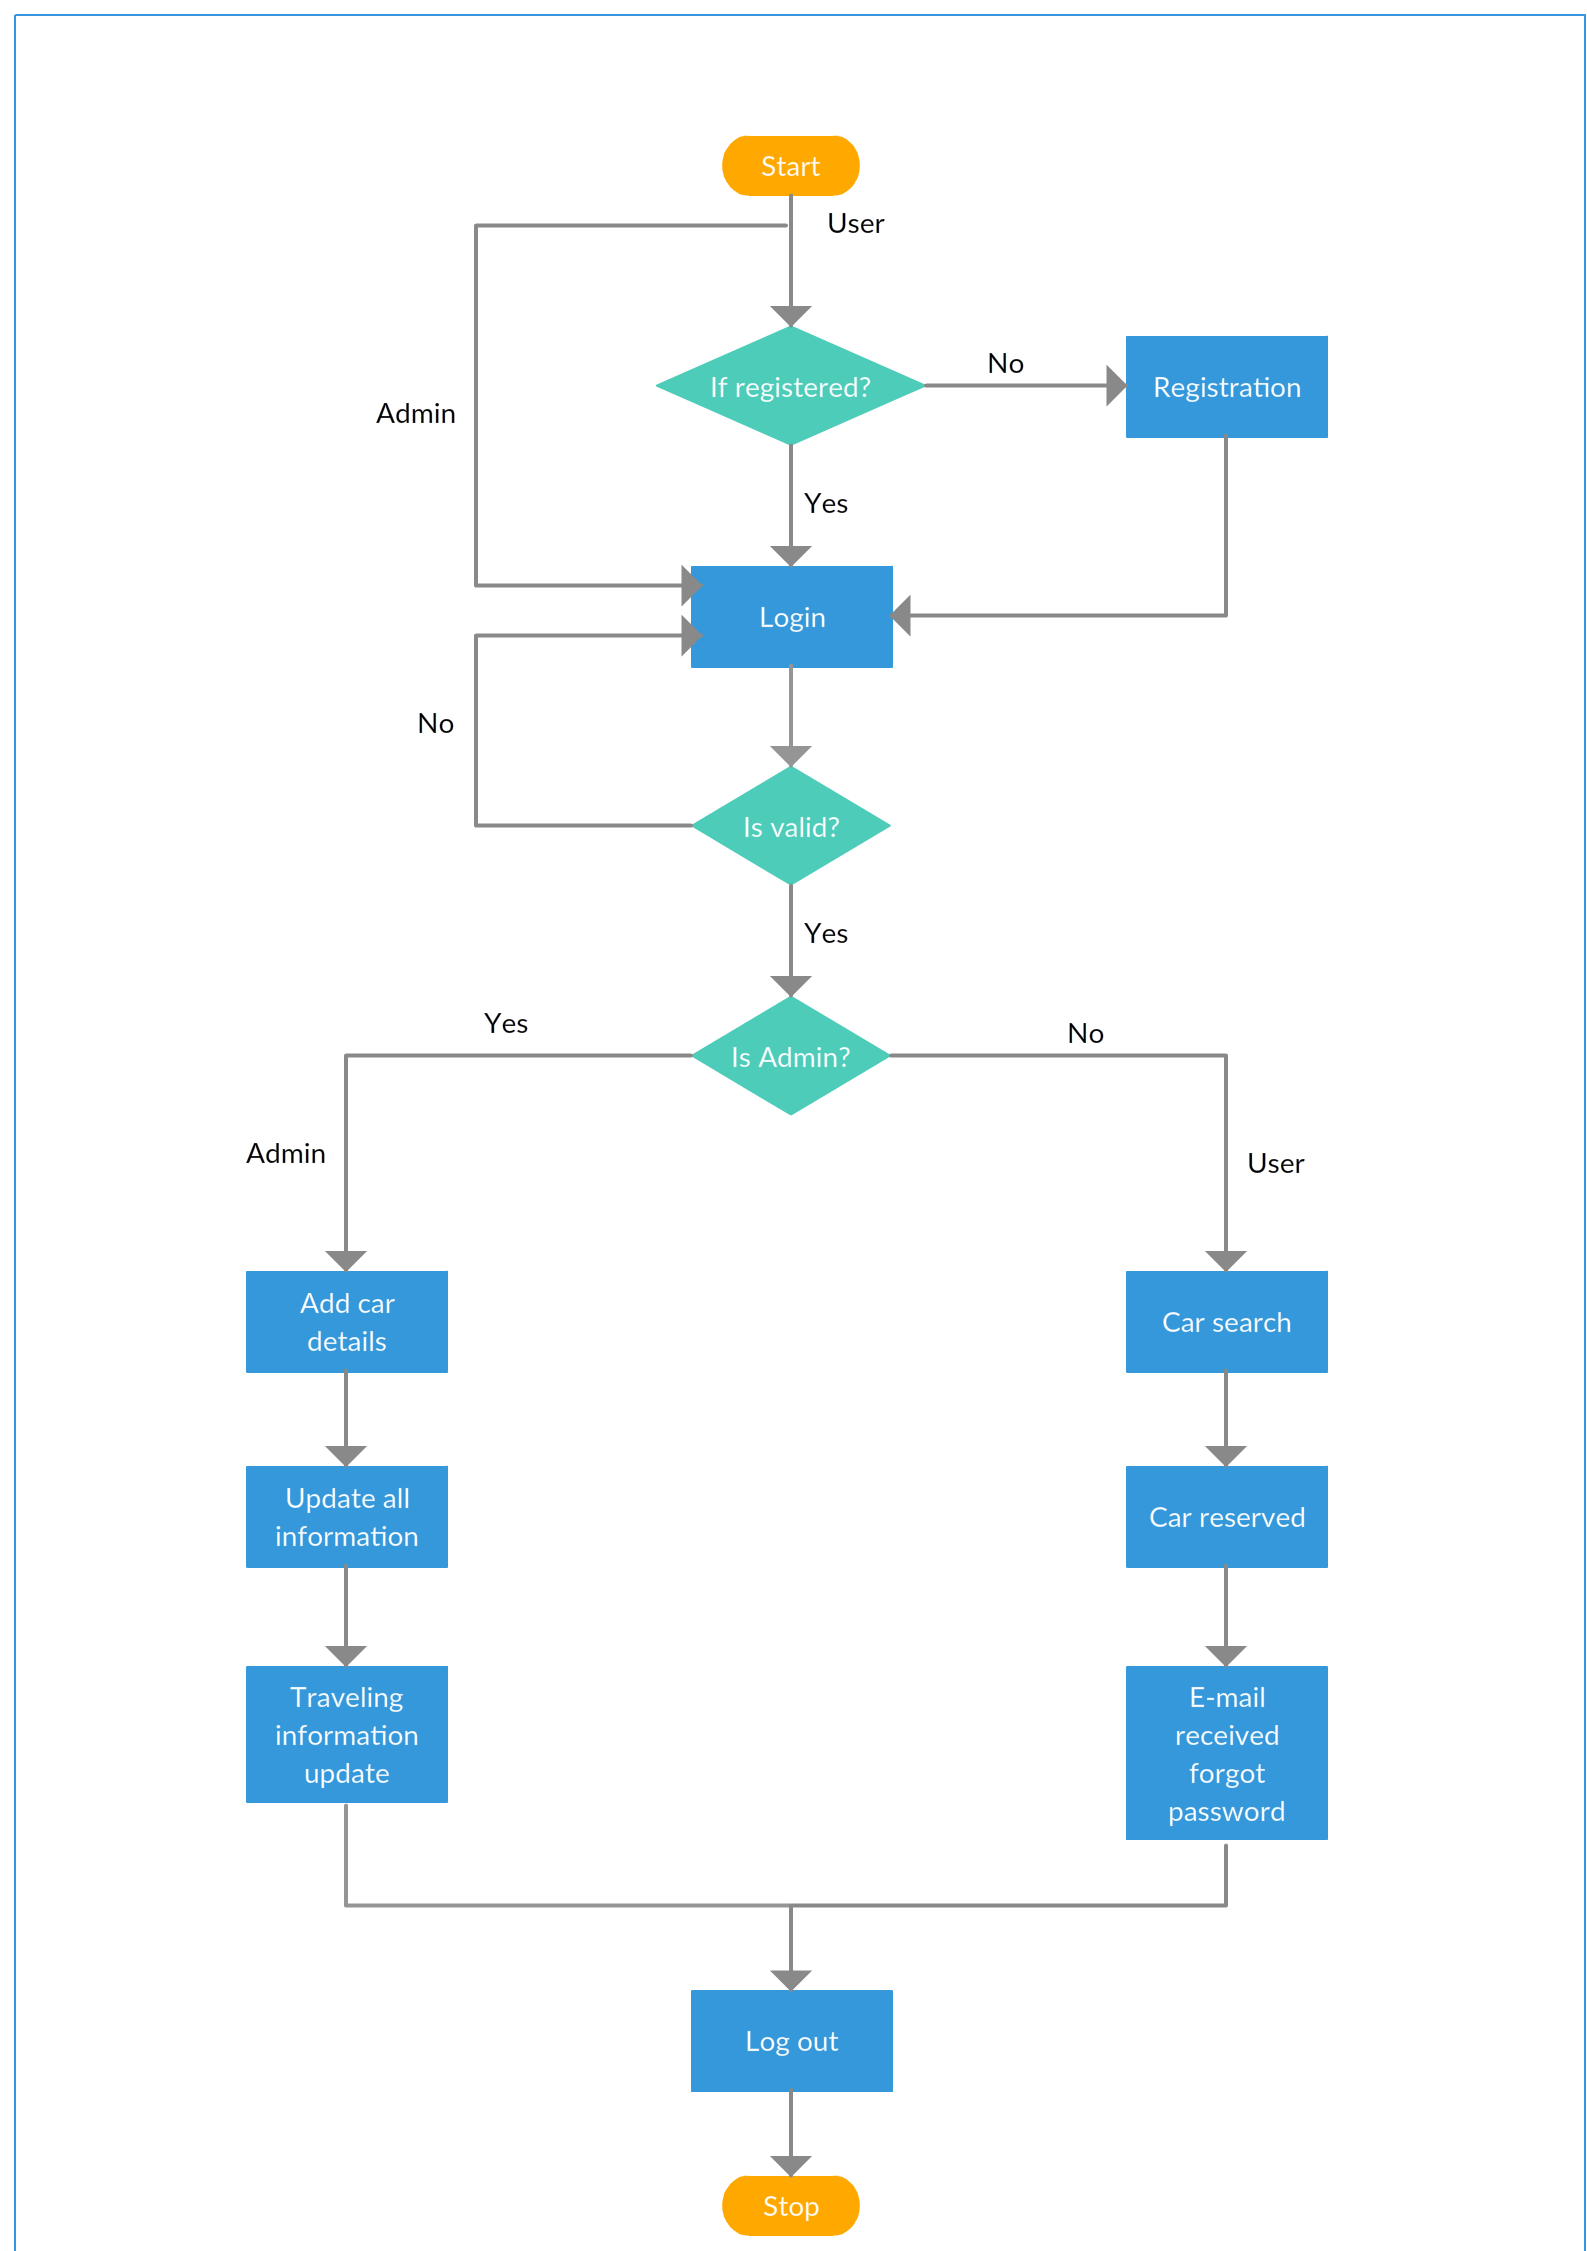 Start
User
If registered?
No
Registration
Admin
Yes
Login
No
Is valid?
Yes
Yes
Is Admin?
No
Admin
User
Add car
details
Car search
Update all
information
Car reserved
Traveling
information
update
E-mail
received
forgot
password
Log out
Stop